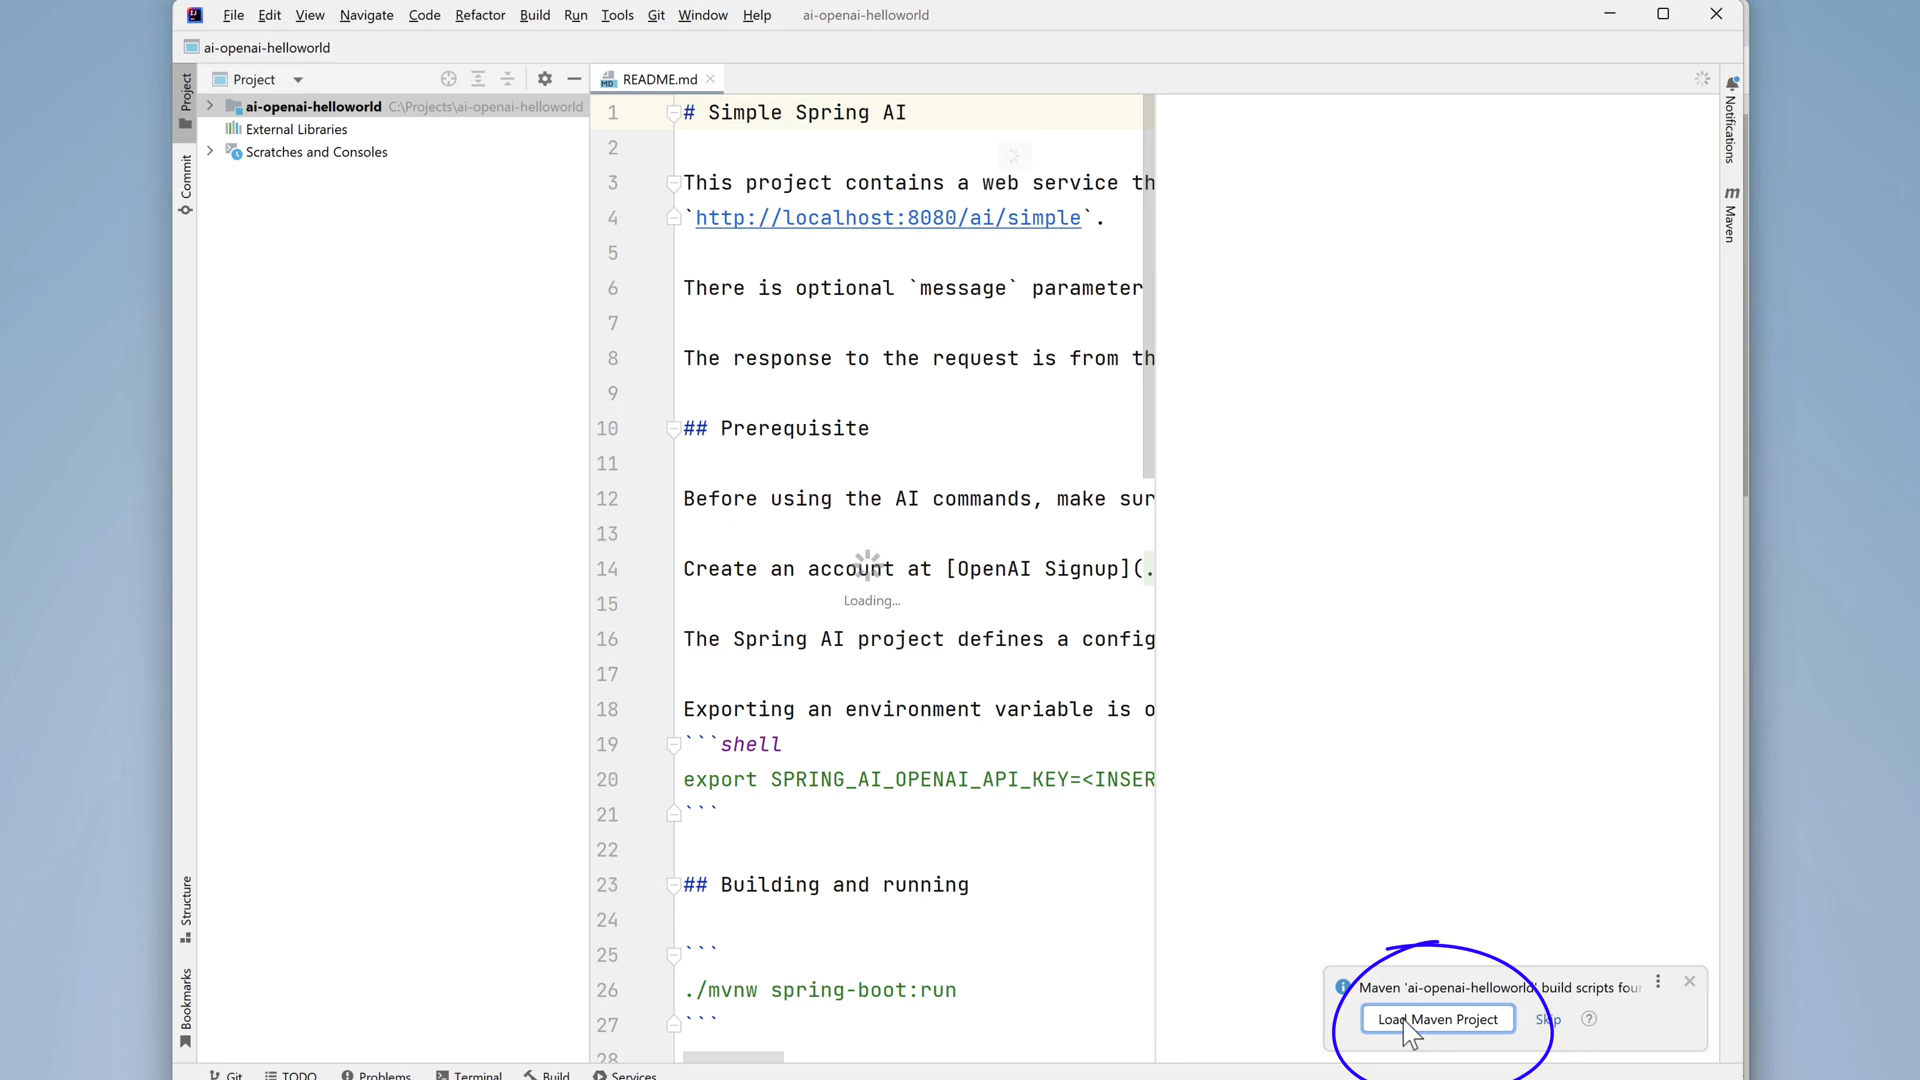 File Edit View Navigate Code Refactor Build Run Tools Git Window Help ai-openai-helloworld
ai-openai-helloworld
Project
README.md
ai-openai-helloworld C:\Projects\ai-openai-helloworld
External Libraries
Scratches and Consoles
Project
Commit
Structure
Bookmarks
1 # Simple Spring AI
2
3 This project contains a web service th
4 `http://localhost:8080/ai/simple`.
5
6 There is optional `message` parameter
7
8 The response to the request is from th
9
10 ## Prerequisite
11
12 Before using the AI commands, make sur
13
14 Create an account at [OpenAI Signup](.
Loading...
15
16 The Spring AI project defines a config
17
18 Exporting an environment variable is o
19 ```shell
20 export SPRING_AI_OPENAI_API_KEY=<INSER
21 ```
22
23 ## Building and running
24
25 ```
26 ./mvnw spring-boot:run
27 ```
28
Notifications
m Maven
Maven 'ai-openai-helloworld' build scripts four
Load Maven Project Skip ?
Git TODO Problems Terminal Build Services